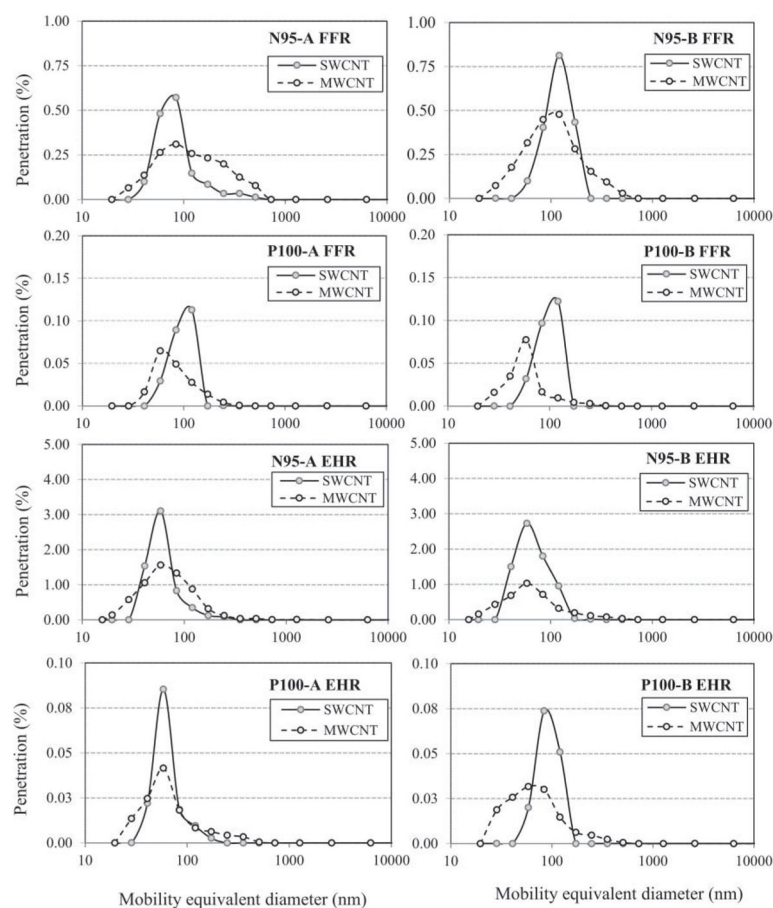 N95-A FFR
SWCNT
MWCNT
Penetration (%)
1.00
0.75
0.50
0.25
0.00
10
100
1000
10000
N95-B FFR
SWCNT
MWCNT
1.00
0.75
0.50
0.25
0.00
10
100
1000
10000
P100-A FFR
SWCNT
MWCNT
Penetration (%)
0.20
0.15
0.10
0.05
0.00
10
100
1000
10000
P100-B FFR
SWCNT
MWCNT
0.20
0.15
0.10
0.05
0.00
10
100
1000
10000
N95-A EHR
SWCNT
MWCNT
Penetration (%)
5.00
4.00
3.00
2.00
1.00
0.00
10
100
1000
10000
N95-B EHR
SWCNT
MWCNT
5.00
4.00
3.00
2.00
1.00
0.00
10
100
1000
10000
P100-A EHR
SWCNT
MWCNT
Penetration (%)
0.10
0.08
0.05
0.03
0.00
10
100
1000
10000
Mobility equivalent diameter (nm)
P100-B EHR
SWCNT
MWCNT
0.10
0.08
0.05
0.03
0.00
10
100
1000
10000
Mobility equivalent diameter (nm)